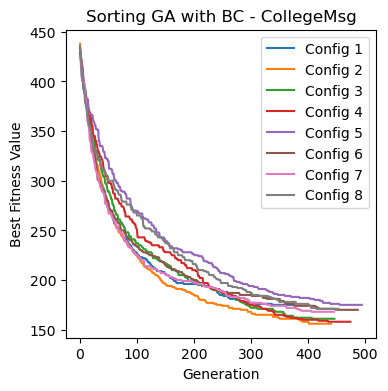 Sorting GA with BC - CollegeMsg
450
400
350
300
250
200
150
Best Fitness Value
0
100
200
300
400
500
Generation
Config 1
Config 2
Config 3
Config 4
Config 5
Config 6
Config 7
Config 8